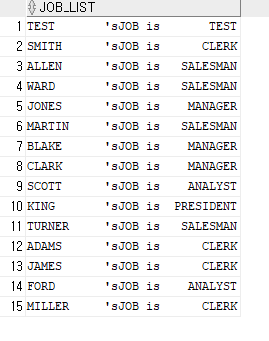 JOB_LIST
1 TEST 'sJOB is TEST
2 SMITH 'sJOB is CLERK
3 ALLEN 'sJOB is SALESMAN
4 WARD 'sJOB is SALESMAN
5 JONES 'sJOB is MANAGER
6 MARTIN 'sJOB is SALESMAN
7 BLAKE 'sJOB is MANAGER
8 CLARK 'sJOB is MANAGER
9 SCOTT 'sJOB is ANALYST
10 KING 'sJOB is PRESIDENT
11 TURNER 'sJOB is SALESMAN
12 ADAMS 'sJOB is CLERK
13 JAMES 'sJOB is CLERK
14 FORD 'sJOB is ANALYST
15 MILLER 'sJOB is CLERK